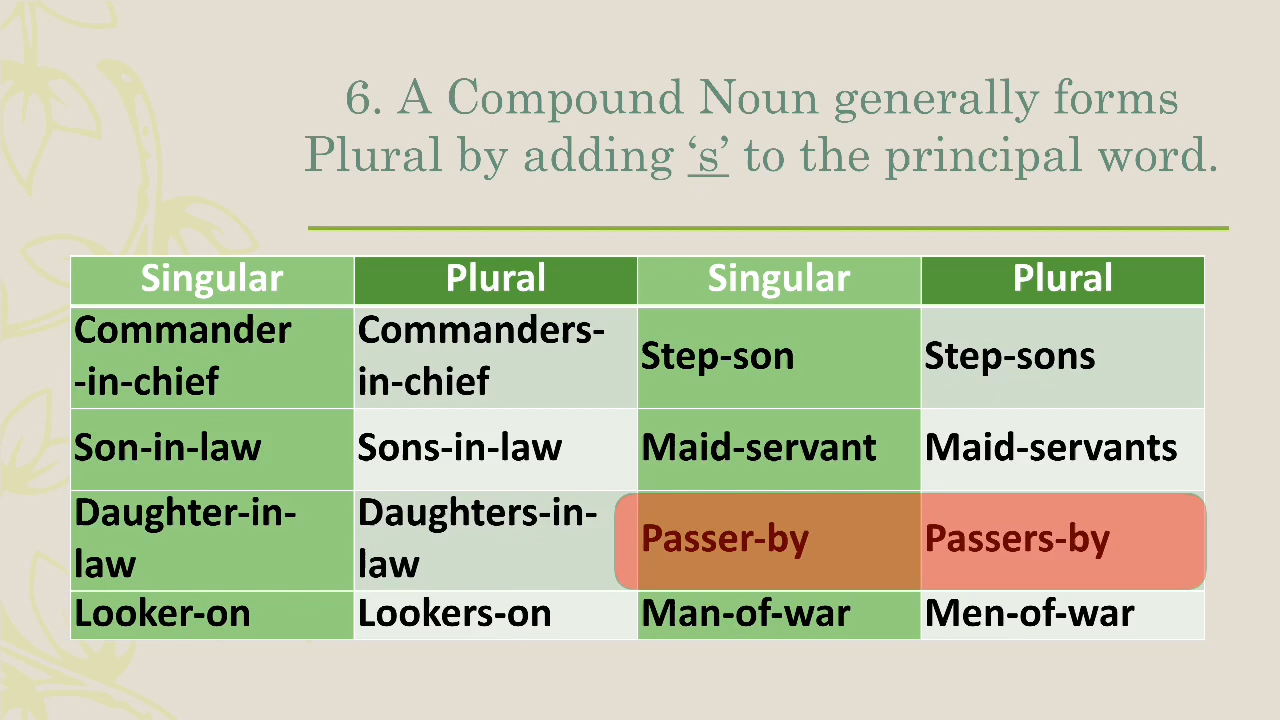 6. A Compound Noun generally forms
Plural by adding ‘s’ to the principal word.
Singular Plural Singular Plural
Commander
-in-chief
Commanders-
in-chief
Step-son
Step-sons
Son-in-law
Sons-in-law
Maid-servant
Maid-servants
Daughter-in-
law
Daughters-in-
law
Passer-by
Passers-by
Looker-on
Lookers-on
Man-of-war
Men-of-war